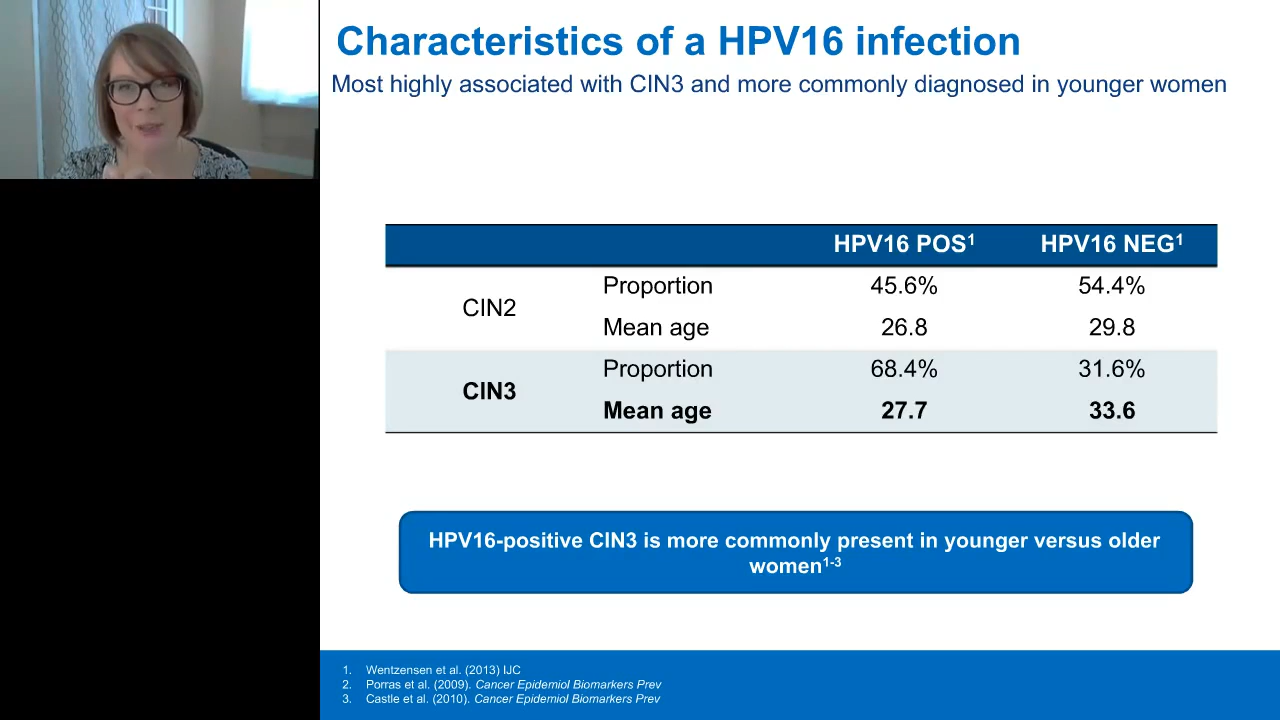 Characteristics of a HPV16 infection
Most highly associated with CIN3 and more commonly diagnosed in younger women
HPV16 POS1 HPV16 NEG1
CIN2
Proportion 45.6% 54.4%
Mean age 26.8 29.8
CIN3
Proportion 68.4% 31.6%
Mean age 27.7 33.6
HPV16-positive CIN3 is more commonly present in younger versus older
women1-3
1. Wentzensen et al. (2013) IJC
2. Porras et al. (2009). Cancer Epidemiol Biomarkers Prev
3. Castle et al. (2010). Cancer Epidemiol Biomarkers Prev